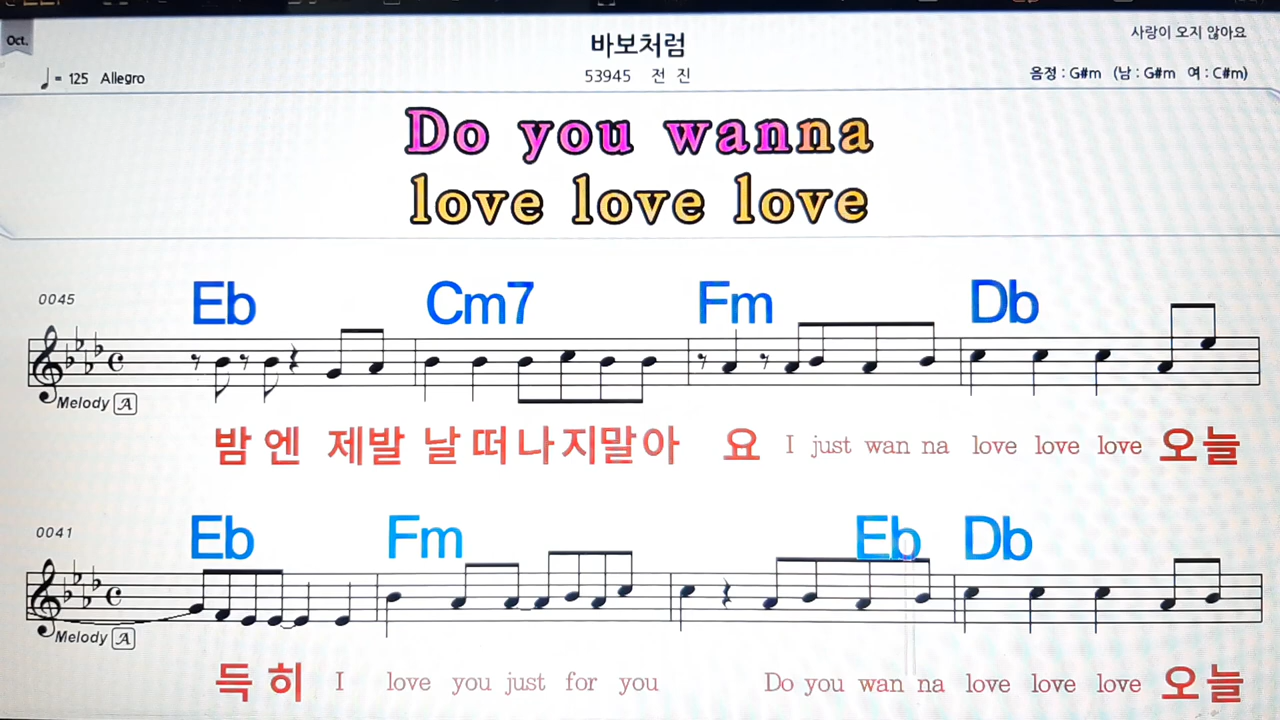 Oct.
바보처럼
사랑이 오지 않아요
♩= 125 Allegro
53945 전 진
음정 : G#m (남 : G#m 여 : C#m)
Do you wanna
love love love
0045
Eb Cm7 Fm Db
Melody A
밤 엔 제발 날 떠나지말아 요 I just wan na love love love 오늘
0041
Eb Fm Eb Db
Melody A
득 히 I love you just for you Do you wan na love love love 오늘